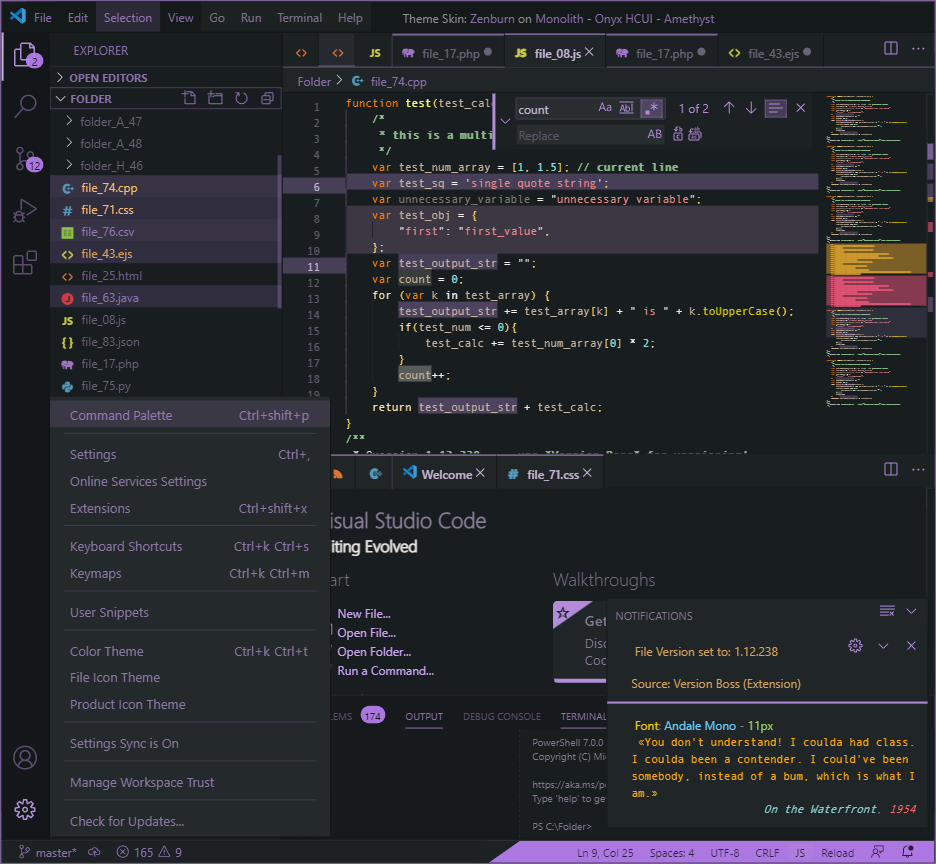 File Edit Selection View Go Run Terminal Help Theme Skin: Zenburn on Monolith - Onyx HCUI - Amethyst
2
EXPLORER
JS file_17.php JS file_08.js file_17.php file_43.ejs
OPEN EDITORS
FOLDER
folder_A_47
folder_A_48
folder_H_46
file_74.cpp
file_71.css
file_76.csv
file_43.ejs
file_25.html
file_63.java
JS file_08.js
file_83.json
file_17.php
file_75.py
12
Folder > file_74.cpp
count Aa Abl .* 1 of 2
Replace AB
1 function test(test_cal
2 /*
3 * this is a multi
4 */
5 var test_num_array = [1, 1.5]; // current line
6 var test_sq = 'single quote string';
7 var unnecessary_variable = "unnecessary variable";
8 var test_obj = {
9 "first": "first_value",
10 };
11 var test_output_str = "";
12 var count = 0;
13 for (var k in test_array) {
14 test_output_str += test_array[k] + " is " + k.toUpperCase();
15 if(test_num <= 0){
16 test_calc += test_num_array[0] * 2;
17 }
18 count++;
19 }
return test_output_str + test_calc;
}
/**
Command Palette Ctrl+shift+p
Settings Ctrl+,
Online Services Settings
Extensions Ctrl+shift+x
Keyboard Shortcuts Ctrl+k Ctrl+s
Keymaps Ctrl+k Ctrl+m
User Snippets
Color Theme Ctrl+k Ctrl+t
File Icon Theme
Product Icon Theme
Settings Sync is On
Manage Workspace Trust
Check for Updates...
Welcome file_71.css
isual Studio Code
iting Evolved
art
New File...
Open File...
Open Folder...
Run a Command...
Walkthroughs
Get
Disc
Coc
LEMS 174 OUTPUT DEBUG CONSOLE TERMINAL
PowerShell 7.0.0
Copyright (C) Mi
https://aka.ms/p
Type 'help' to ge
PS C:\Folder>
NOTIFICATIONS
File Version set to: 1.12.238
Source: Version Boss (Extension)
Font: Andale Mono - 11px
«You don't understand! I coulda had class.
I coulda been a contender. I could've been
somebody, instead of a bum, which is what I
am.»
On the Waterfront, 1954
master* 165 9 Ln 9, Col 25 Spaces: 4 UTF-8 CRLF JS Reload